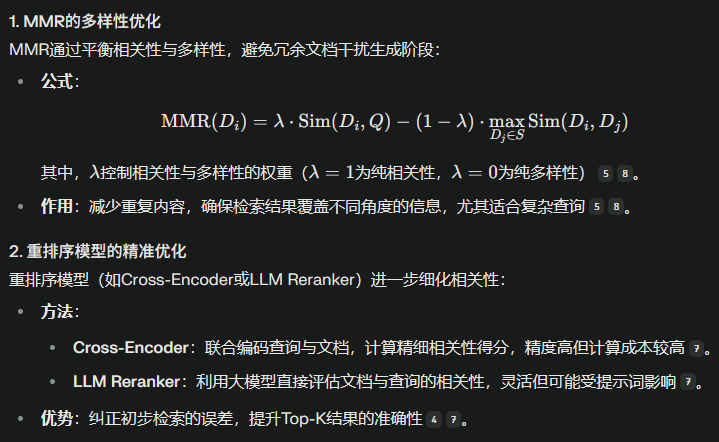 1. MMR的多样性优化
MMR通过平衡相关性与多样性，避免冗余文档干扰生成阶段：
• 公式：
MMR(D_i) = λ · Sim(D_i, Q) − (1 − λ) · max_{D_j∈S} Sim(D_i, D_j)
其中，λ控制相关性与多样性的权重（λ = 1为纯相关性，λ = 0为纯多样性） 5 8 。
• 作用：减少重复内容，确保检索结果覆盖不同角度的信息，尤其适合复杂查询 5 8 。
2. 重排序模型的精准优化
重排序模型（如Cross-Encoder或LLM Reranker）进一步细化相关性：
• 方法：
• Cross-Encoder：联合编码查询与文档，计算精细相关性得分，精度高但计算成本较高 7 。
• LLM Reranker：利用大模型直接评估文档与查询的相关性，灵活但可能受提示词影响 7 。
• 优势：纠正初步检索的误差，提升Top-K结果的准确性 4 7 。